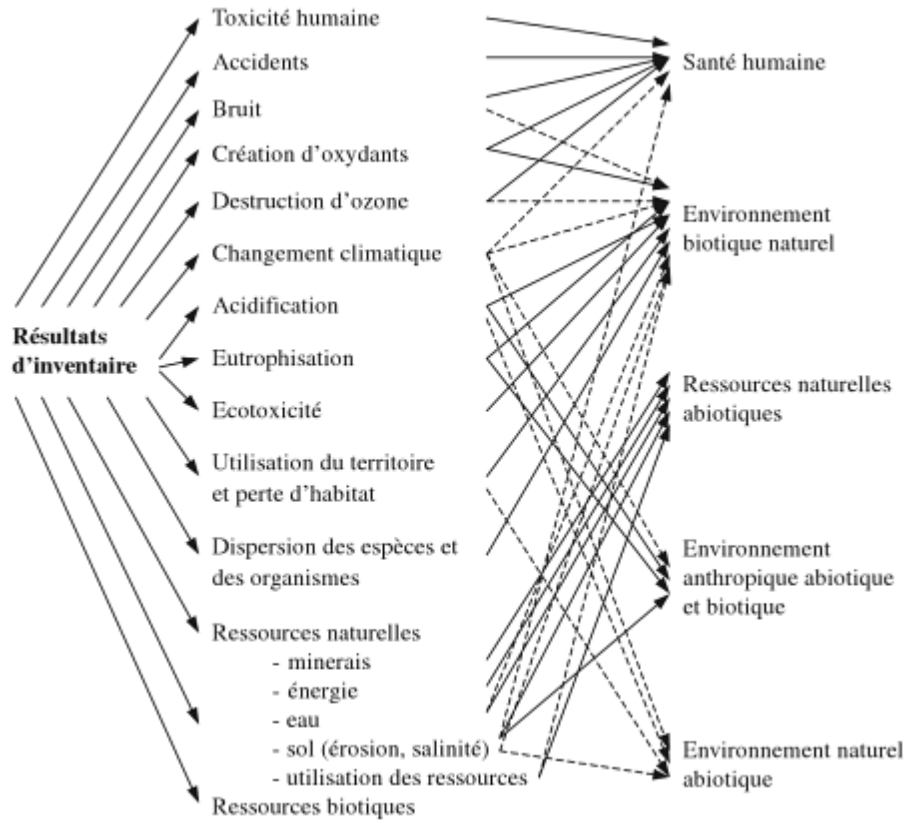 Toxicité humaine
Accidents
Bruit
Création d'oxydants
Destruction d'ozone
Changement climatique
Acidification
Eutrophisation
Ecotoxicité
Utilisation du territoire
et perte d'habitat
Dispersion des espèces et
des organismes
Ressources naturelles
- minerais
- énergie
- eau
- sol (érosion, salinité)
- utilisation des ressources
Ressources biotiques
Résultats
d'inventaire
Santé humaine
Environnement
biotique naturel
Ressources naturelles
abiotiques
Environnement
anthropique abiotique
et biotique
Environnement naturel
abiotique